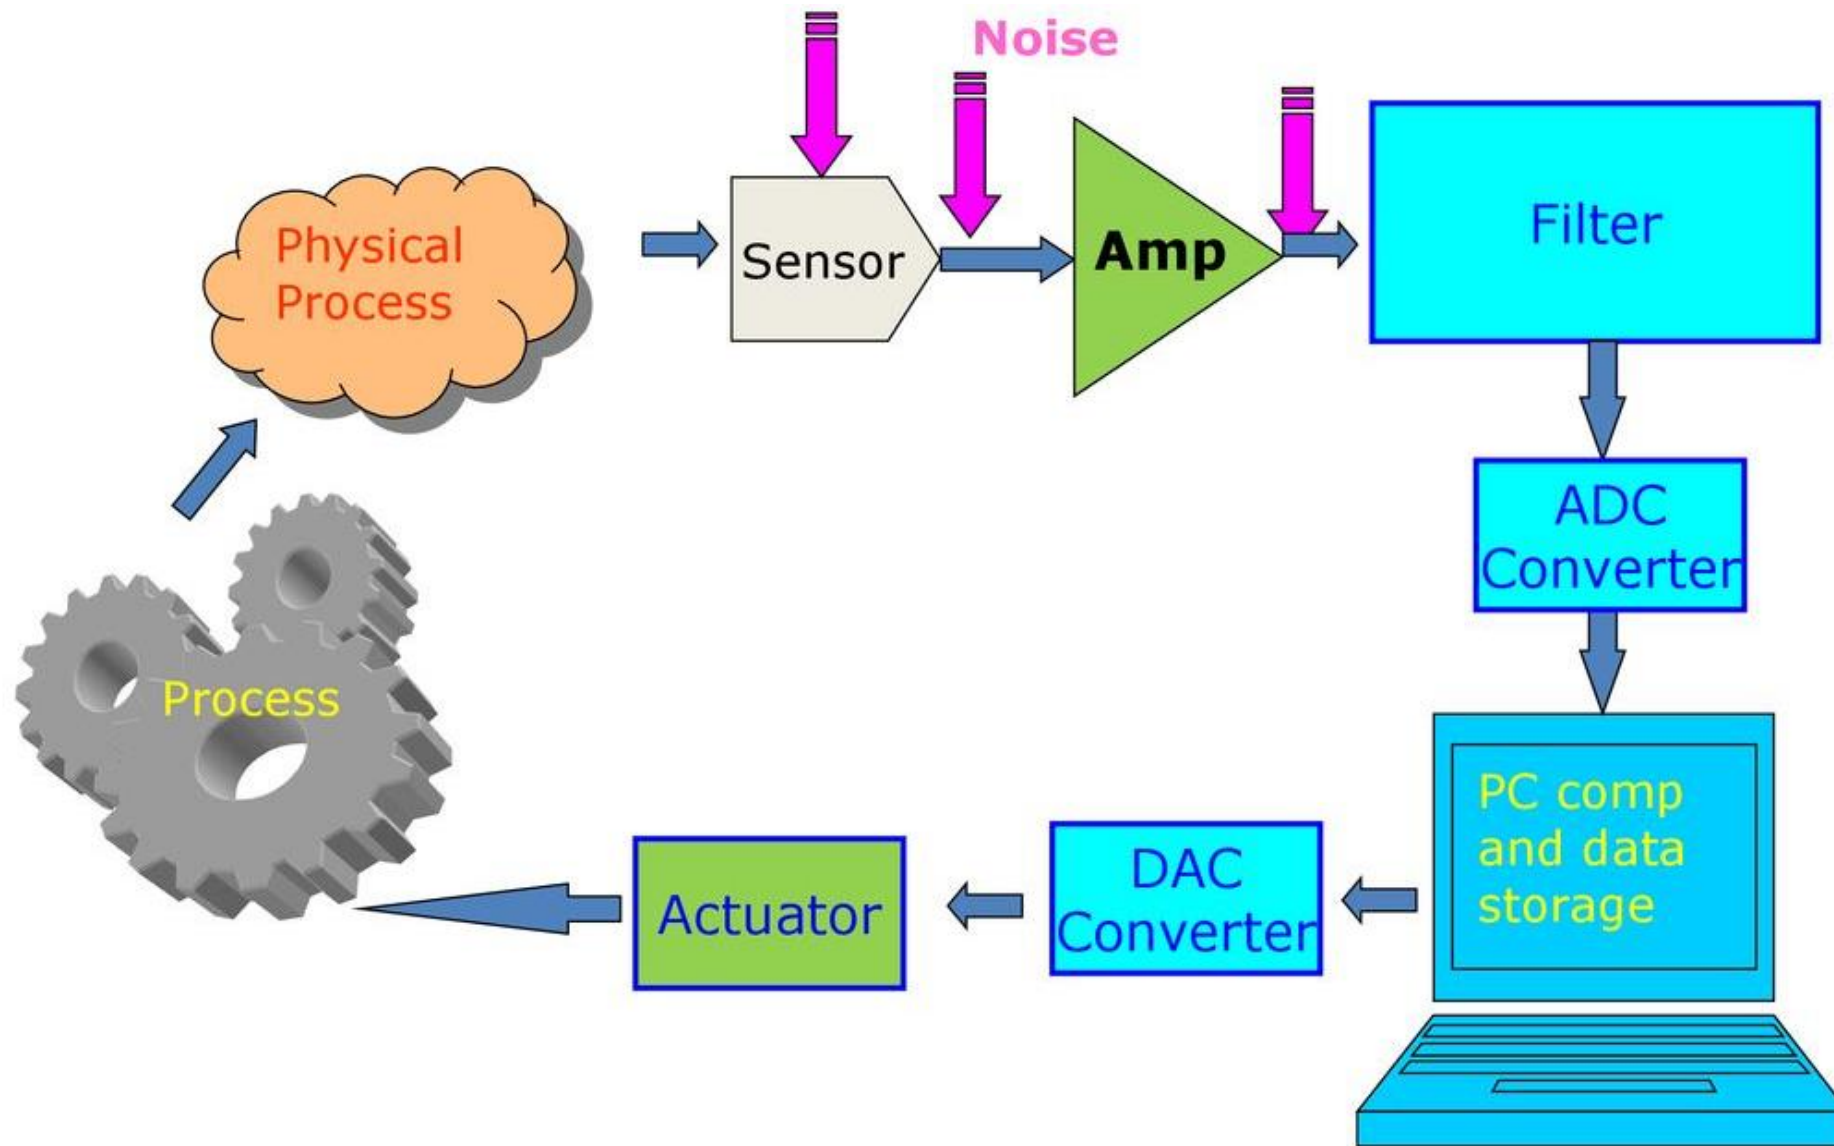 Noise
Physical
Process
Sensor
Amp
Filter
ADC
Converter
PC comp
and data
storage
DAC
Converter
Actuator
Process